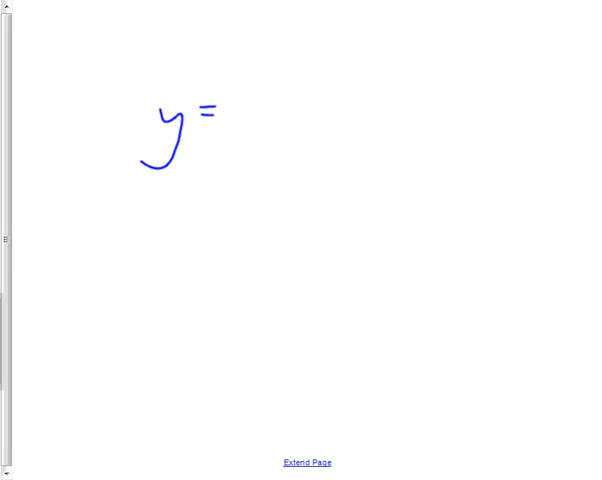 y =
Extend Page